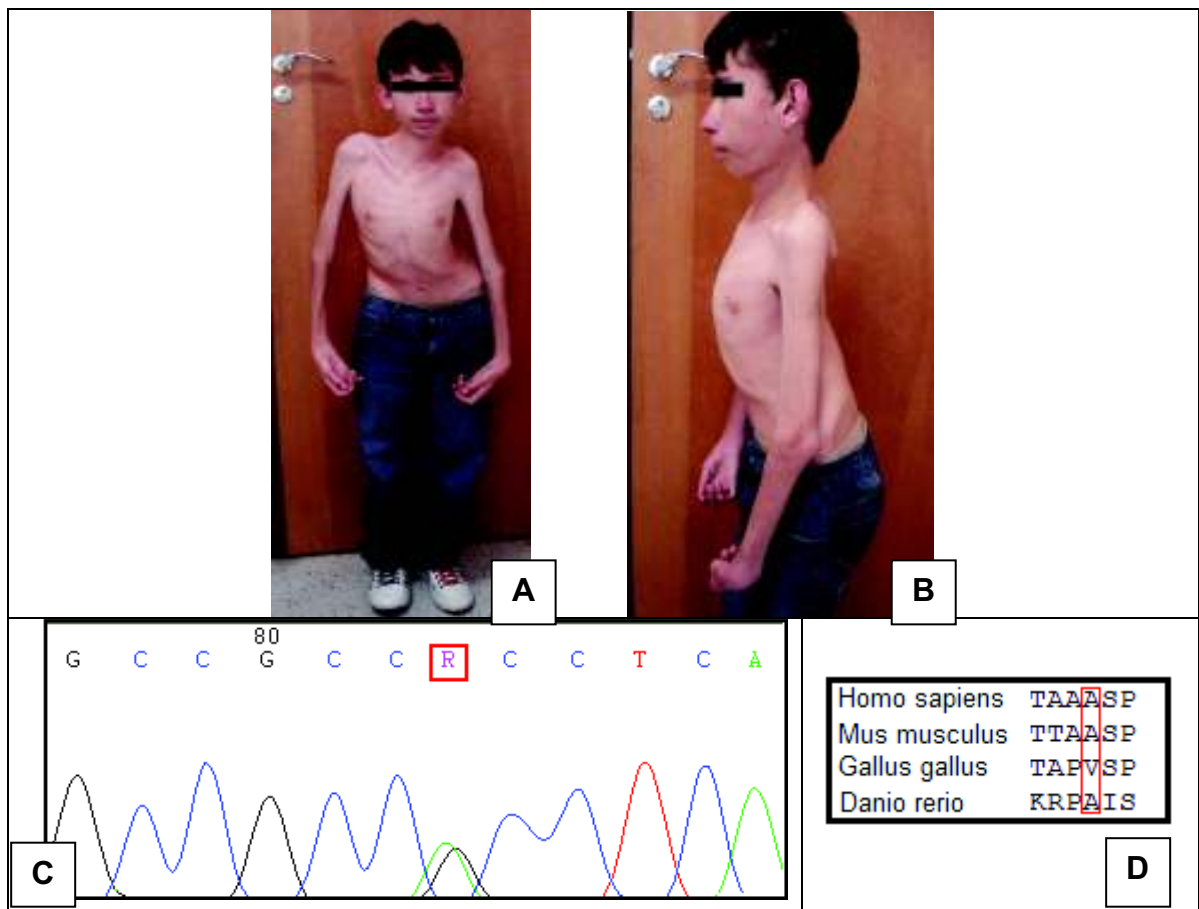 A
B
80
G C C G C C R C C T C A
C
Homo sapiens TAAASP
Mus musculus TTAASP
Gallus gallus TAPVSP
Danio rerio KRPAIS
D